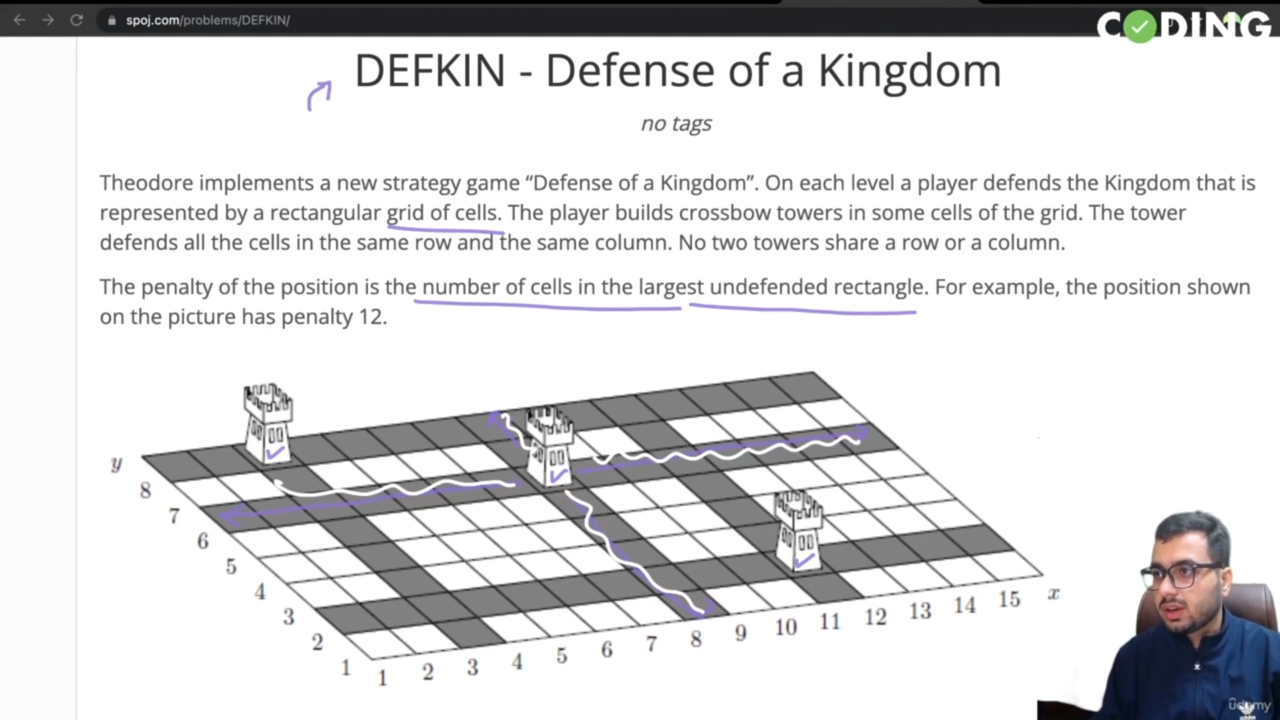 spoj.com/problems/DEFKIN/
CODING
DEFKIN - Defense of a Kingdom
no tags
Theodore implements a new strategy game “Defense of a Kingdom”. On each level a player defends the Kingdom that is
represented by a rectangular grid of cells. The player builds crossbow towers in some cells of the grid. The tower
defends all the cells in the same row and the same column. No two towers share a row or a column.
The penalty of the position is the number of cells in the largest undefended rectangle. For example, the position shown
on the picture has penalty 12.
y
8
7
6
5
4
3
2
1
1 2 3 4 5 6 7 8 9 10 11 12 13 14 15 x
ûdemy